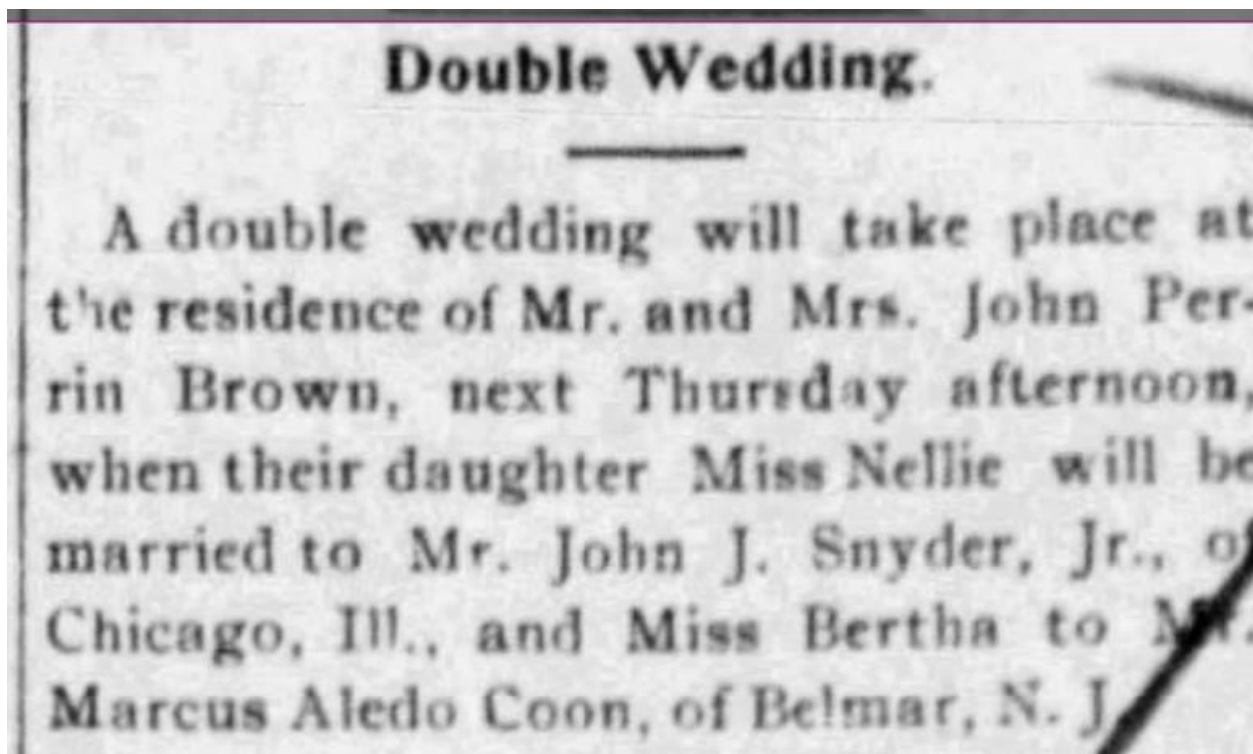 Double Wedding.
A double wedding will take place at
the residence of Mr. and Mrs. John Per-
rin Brown, next Thursday afternoon,
when their daughter Miss Nellie will be
married to Mr. John J. Snyder, Jr., of
Chicago, Ill., and Miss Bertha to Mr.
Marcus Aledo Coon, of Belmar, N. J.